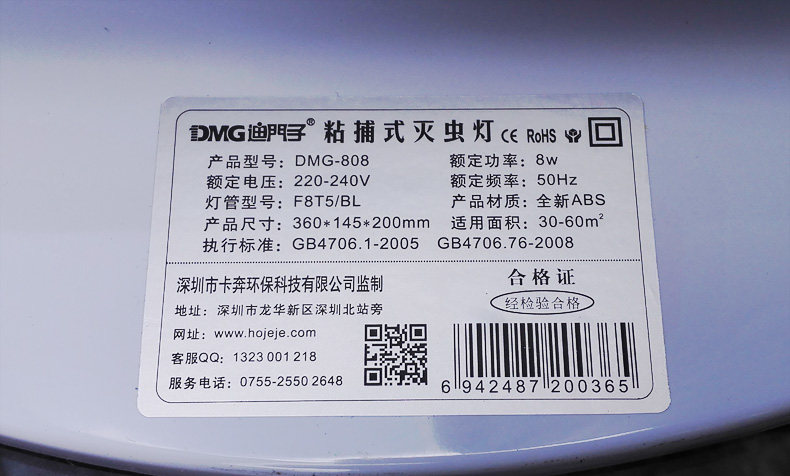 DMG 迪門子® 粘捕式灭虫灯 CE RoHS
产品型号：DMG-808 额定功率：8w
额定电压：220-240V 额定频率：50Hz
灯管型号：F8T5/BL 产品材质：全新ABS
产品尺寸：360*145*200mm 适用面积：30-60m²
执行标准：GB4706.1-2005 GB4706.76-2008
深圳市卡奔环保科技有限公司监制
地址：深圳市龙华新区深圳北站旁
网址：www.hojeje.com
客服QQ：1323 001 218
服务电话：0755-2550 2648
合格证
经检验合格
6 942487 200365